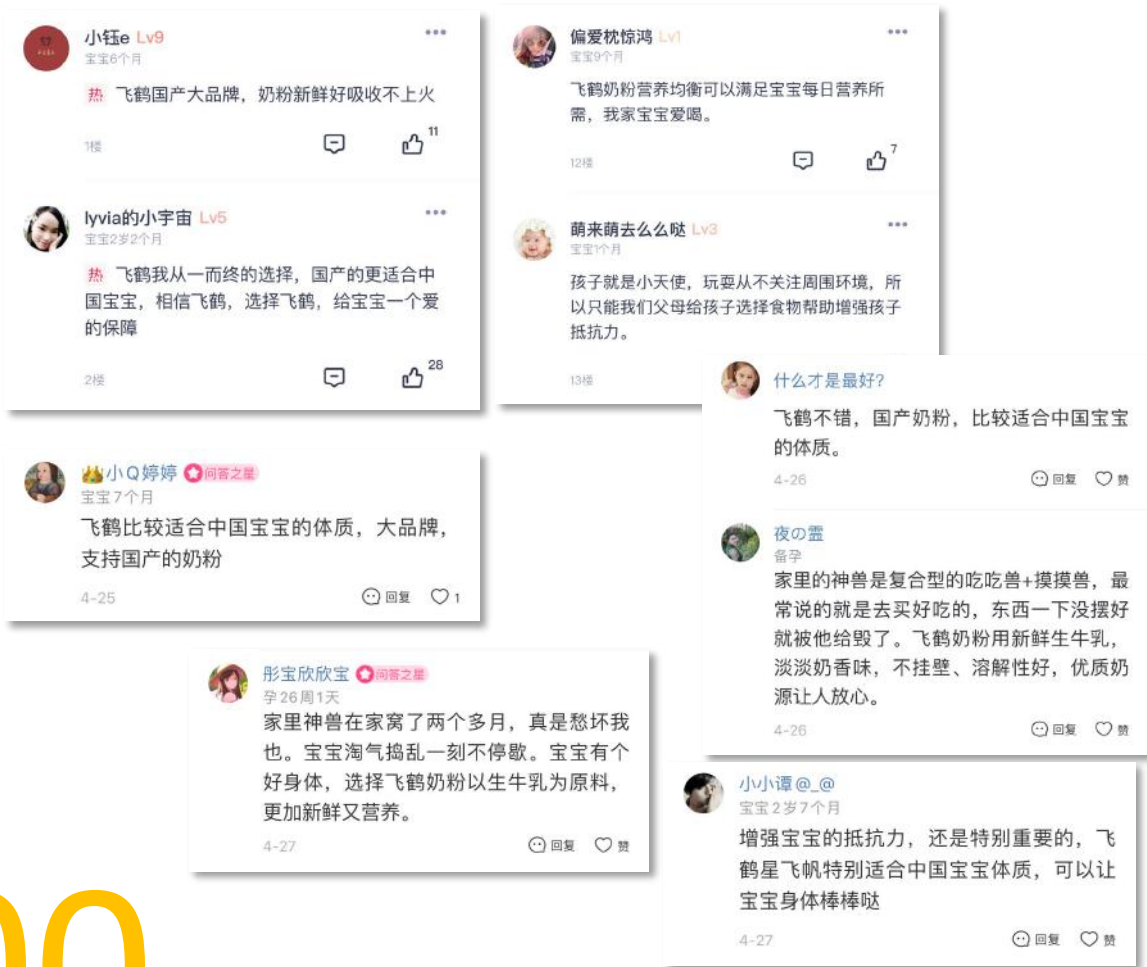 小钰e Lv9
宝宝6个月
热 飞鹤国产大品牌，奶粉新鲜好吸收不上火
1楼
11
lyvia的小宇宙 Lv5
宝宝2岁2个月
热 飞鹤我从一而终的选择，国产的更适合中
国宝宝，相信飞鹤，选择飞鹤，给宝宝一个爱
的保障
2楼
28
偏爱枕惊鸿 Lv1
宝宝9个月
飞鹤奶粉营养均衡可以满足宝宝每日营养所
需，我家宝宝爱喝。
12楼
7
萌来萌去么么哒 Lv3
宝宝1个月
孩子就是小天使，玩耍从不关注周围环境，所
以只能我们父母给孩子选择食物帮助增强孩子
抵抗力。
13楼
什么才是最好?
飞鹤不错，国产奶粉，比较适合中国宝宝
的体质。
4-26
回复 赞
小Q婷婷 问答之星
宝宝7个月
飞鹤比较适合中国宝宝的体质，大品牌，
支持国产的奶粉
4-25
回复 1
夜の霊
备孕
家里的神兽是复合型的吃吃兽+摸摸兽，最
常说的就是去买好吃的，东西一下没摆好
就被他给毁了。飞鹤奶粉用新鲜生牛乳，
淡淡奶香味，不挂壁、溶解性好，优质奶
源让人放心。
4-26
回复 赞
彤宝欣欣宝 问答之星
孕26周1天
家里神兽在家窝了两个多月，真是愁坏我
也。宝宝淘气捣乱一刻不停歇。宝宝有个
好身体，选择飞鹤奶粉以生牛乳为原料，
更加新鲜又营养。
4-27
回复 赞
小小谭@_@
宝宝2岁7个月
增强宝宝的抵抗力，还是特别重要的，飞
鹤星飞帆特别适合中国宝宝体质，可以让
宝宝身体棒棒哒
4-27
回复 赞